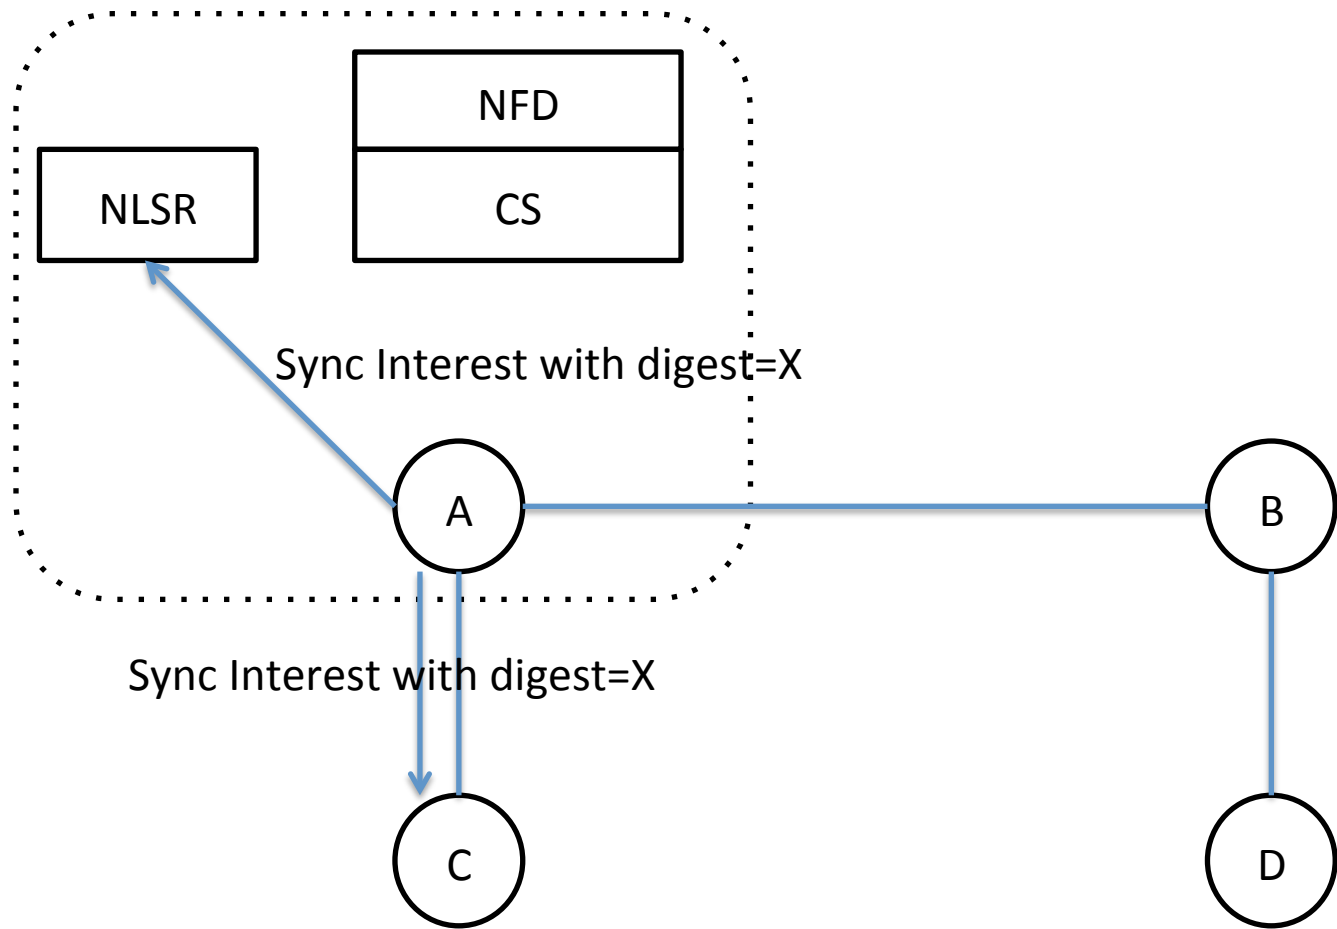 NFD
NLSR
CS
Sync Interest with digest=X
A
B
Sync Interest with digest=X
C
D